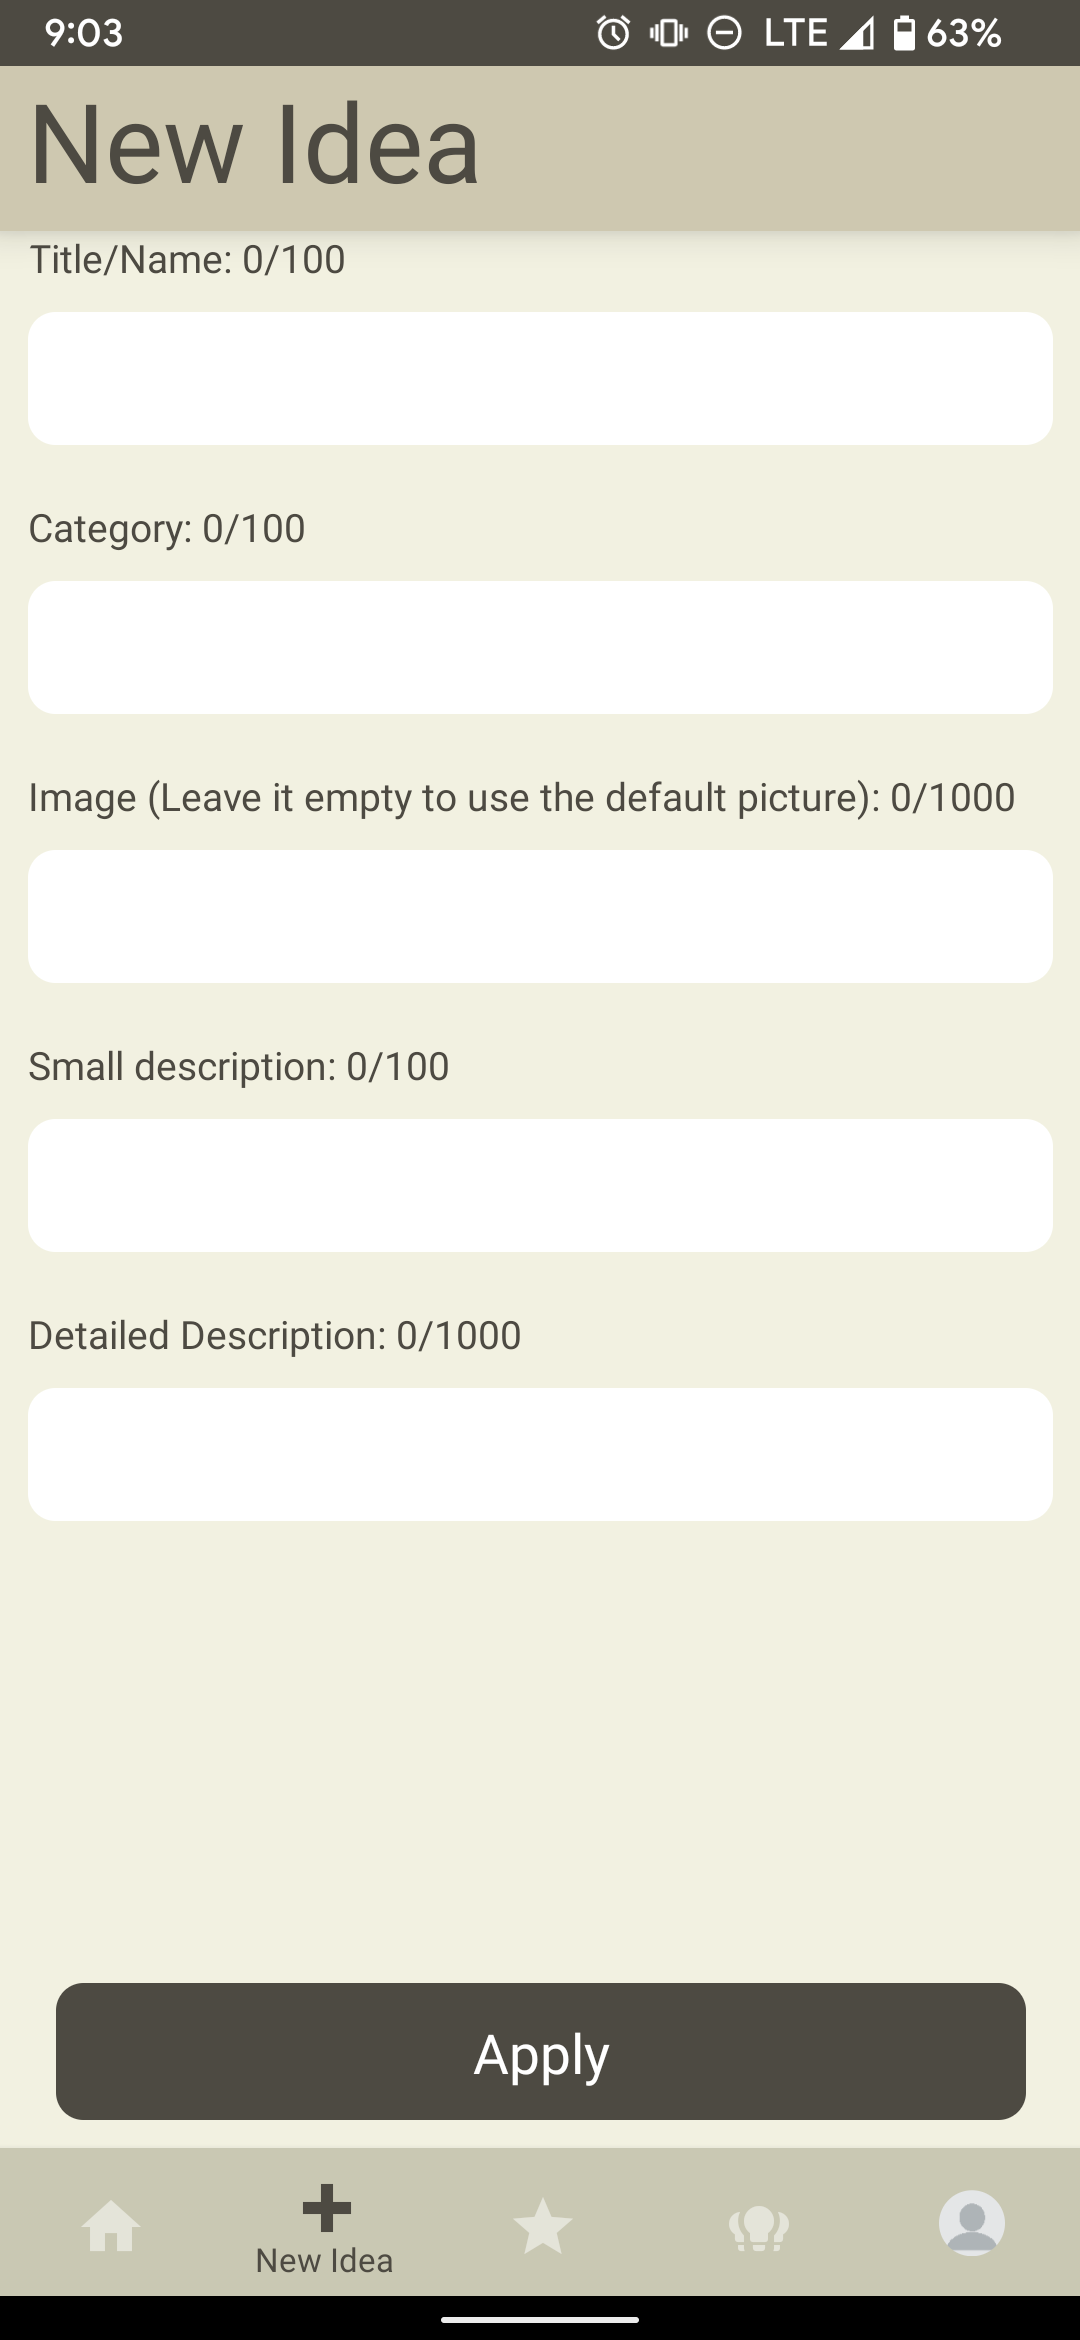 9:03 LTE 63%
New Idea
Title/Name: 0/100
Category: 0/100
Image (Leave it empty to use the default picture): 0/1000
Small description: 0/100
Detailed Description: 0/1000
Apply
New Idea